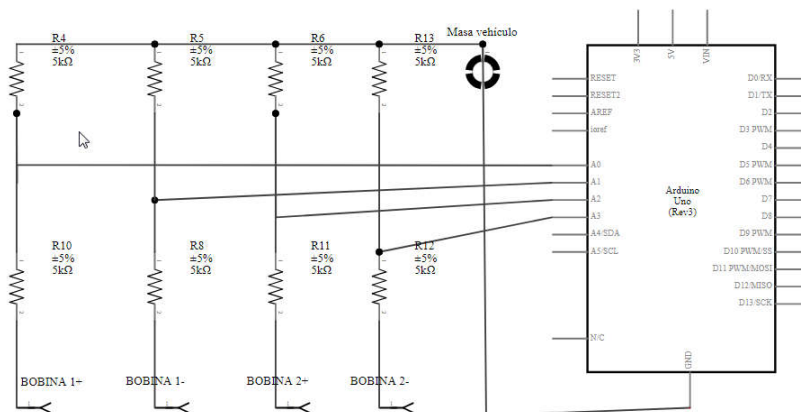 R4
±5%
5kΩ
R5
±5%
5kΩ
R6
±5%
5kΩ
R13
±5%
5kΩ
Masa vehículo
3V3
5V
VIN
RESET
RESET2
AREF
ioref
A0
A1
A2
A3
A4/SDA
A5/SCL
N/C
Arduino
Uno
(Rev3)
D0/RX
D1/TX
D2
D3 PWM
D4
D5 PWM
D6 PWM
D7
D8
D9 PWM
D10 PWM/SS
D11 PWM/MOSI
D12/MISO
D13/SCK
GND
R10
±5%
5kΩ
R8
±5%
5kΩ
R11
±5%
5kΩ
R12
±5%
5kΩ
BOBINA 1+
BOBINA 1-
BOBINA 2+
BOBINA 2-